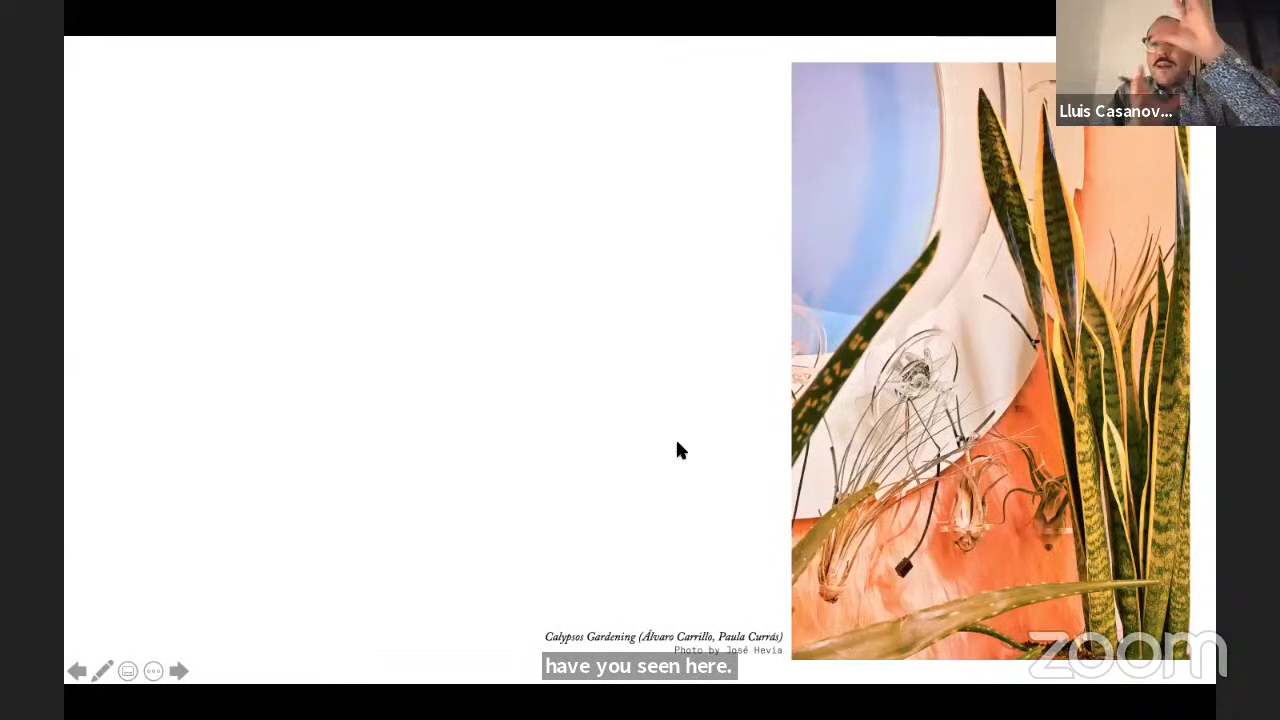 Lluis Casanov...
Calypsos Gardening (Álvaro Carrillo, Paula Currás)
Photo by José Hevia
have you seen here.
zoom